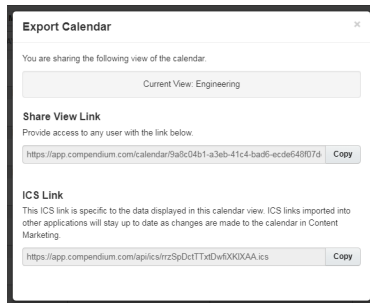 Export Calendar
×
You are sharing the following view of the calendar.
Current View: Engineering
Share View Link
Provide access to any user with the link below.
https://app.compendium.com/calendar/9a8c04b1-a3eb-41c4-bad6-ecde648f07d
Copy
ICS Link
This ICS link is specific to the data displayed in this calendar view. ICS links imported into
other applications will stay up to date as changes are made to the calendar in Content
Marketing.
https://app.compendium.com/api/ics/rrzSpDctTTxtDwfiXKlXAA.ics
Copy